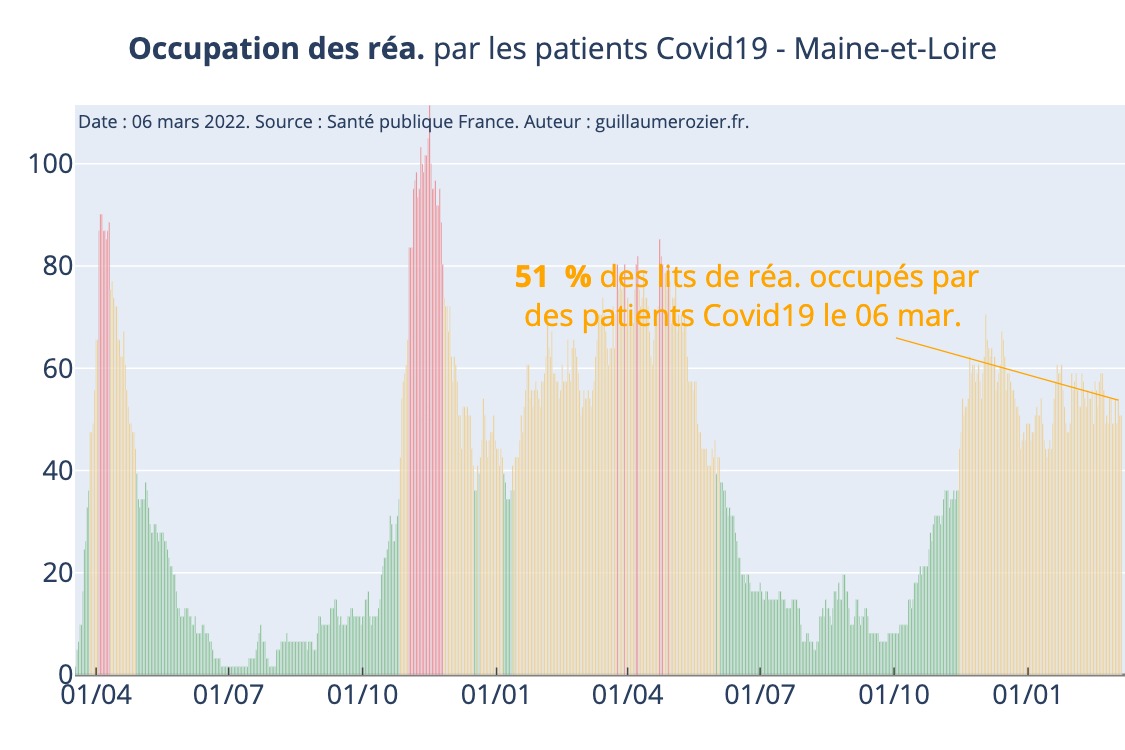 Occupation des réa. par les patients Covid19 - Maine-et-Loire
Date : 06 mars 2022. Source : Santé publique France. Auteur : guillaumerozier.fr.
100
80
51 % des lits de réa. occupés par
des patients Covid19 le 06 mar.
60
40
20
0
01/04 01/07 01/10 01/01 01/04 01/07 01/10 01/01